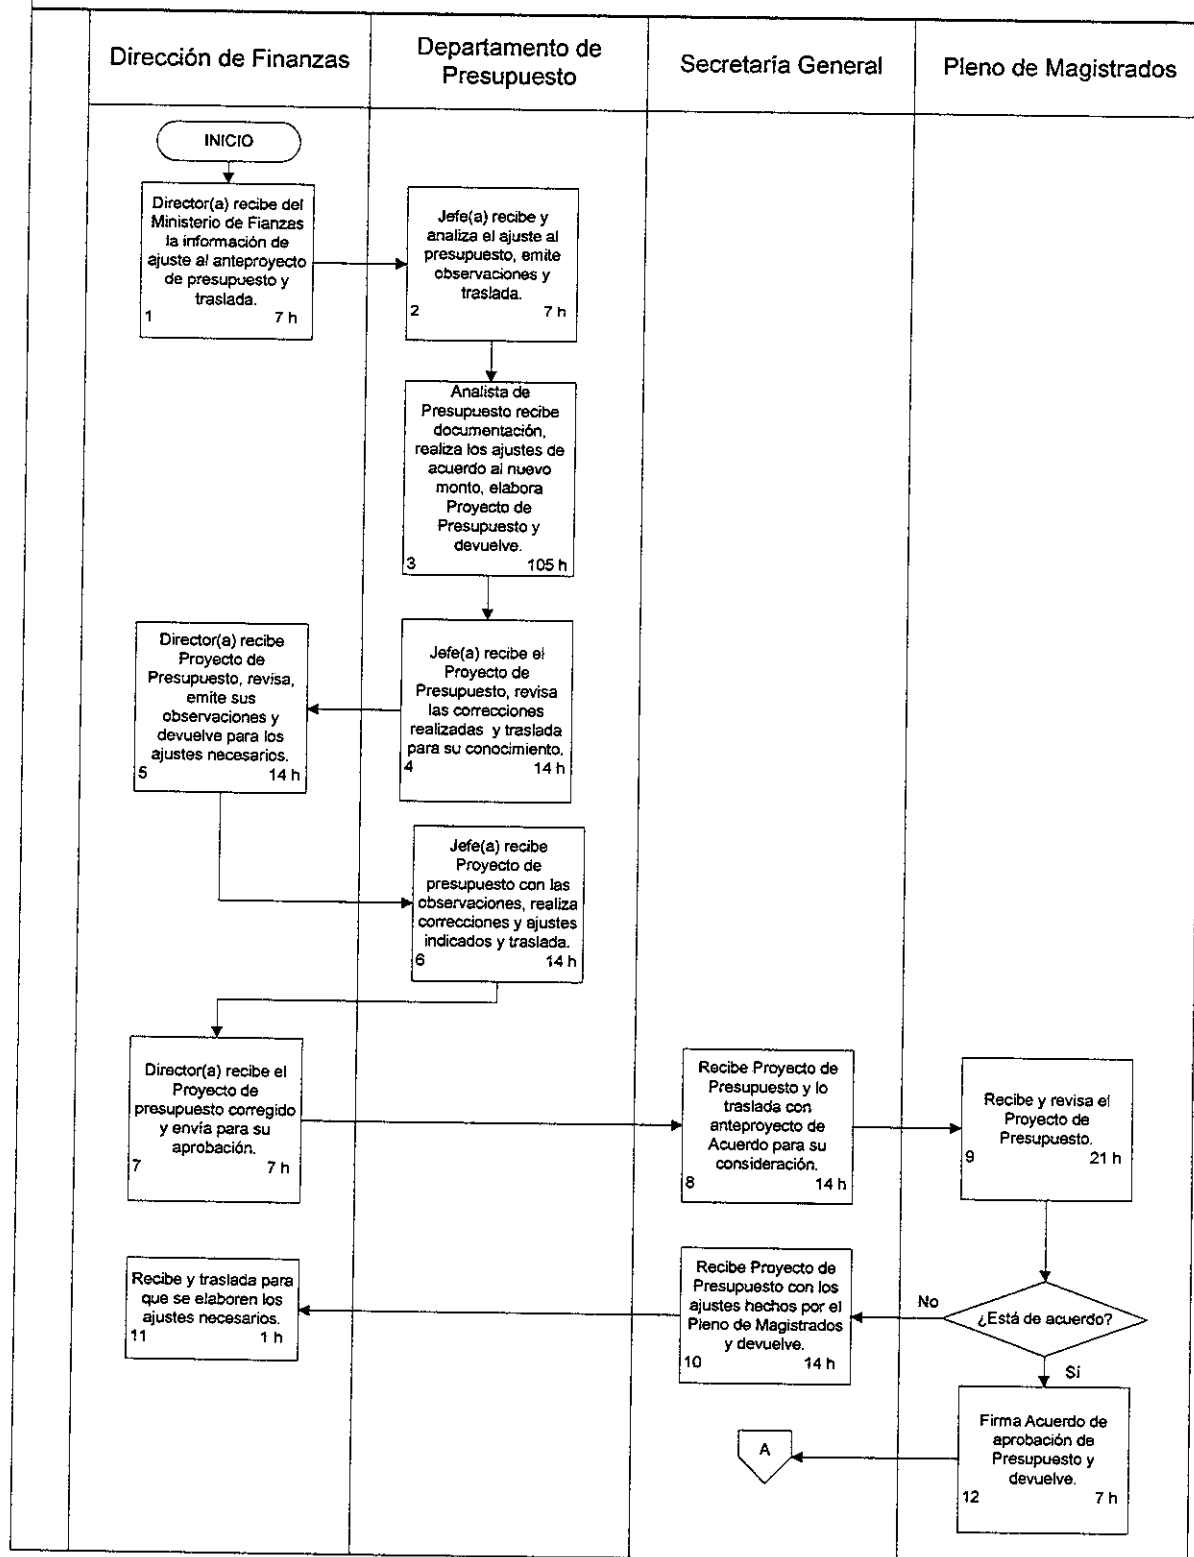 Dirección de Finanzas
Departamento de
Presupuesto
Secretaría General
Pleno de Magistrados
INICIO
Director(a) recibe del
Ministerio de Fianzas
la información de
ajuste al anteproyecto
de presupuesto y
traslada.
1 7 h
Jefe(a) recibe y
analiza el ajuste al
presupuesto, emite
observaciones y
traslada.
2 7 h
Analista de
Presupuesto recibe
documentación,
realiza los ajustes de
acuerdo al nuevo
monto, elabora
Proyecto de
Presupuesto y
devuelve.
3 105 h
Jefe(a) recibe el
Proyecto de
Presupuesto, revisa
las correcciones
realizadas y traslada
para su conocimiento.
4 14 h
Director(a) recibe
Proyecto de
Presupuesto, revisa,
emite sus
observaciones y
devuelve para los
ajustes necesarios.
5 14 h
Jefe(a) recibe
Proyecto de
presupuesto con las
observaciones, realiza
correcciones y ajustes
indicados y traslada.
6 14 h
Director(a) recibe el
Proyecto de
presupuesto corregido
y envía para su
aprobación.
7 7 h
Recibe Proyecto de
Presupuesto y lo
traslada con
anteproyecto de
Acuerdo para su
consideración.
8 14 h
Recibe y revisa el
Proyecto de
Presupuesto.
9 21 h
¿Está de acuerdo?
No
Recibe Proyecto de
Presupuesto con los
ajustes hechos por el
Pleno de Magistrados
y devuelve.
10 14 h
Recibe y traslada para
que se elaboren los
ajustes necesarios.
11 1 h
Sí
Firma Acuerdo de
aprobación de
Presupuesto y
devuelve.
12 7 h
A